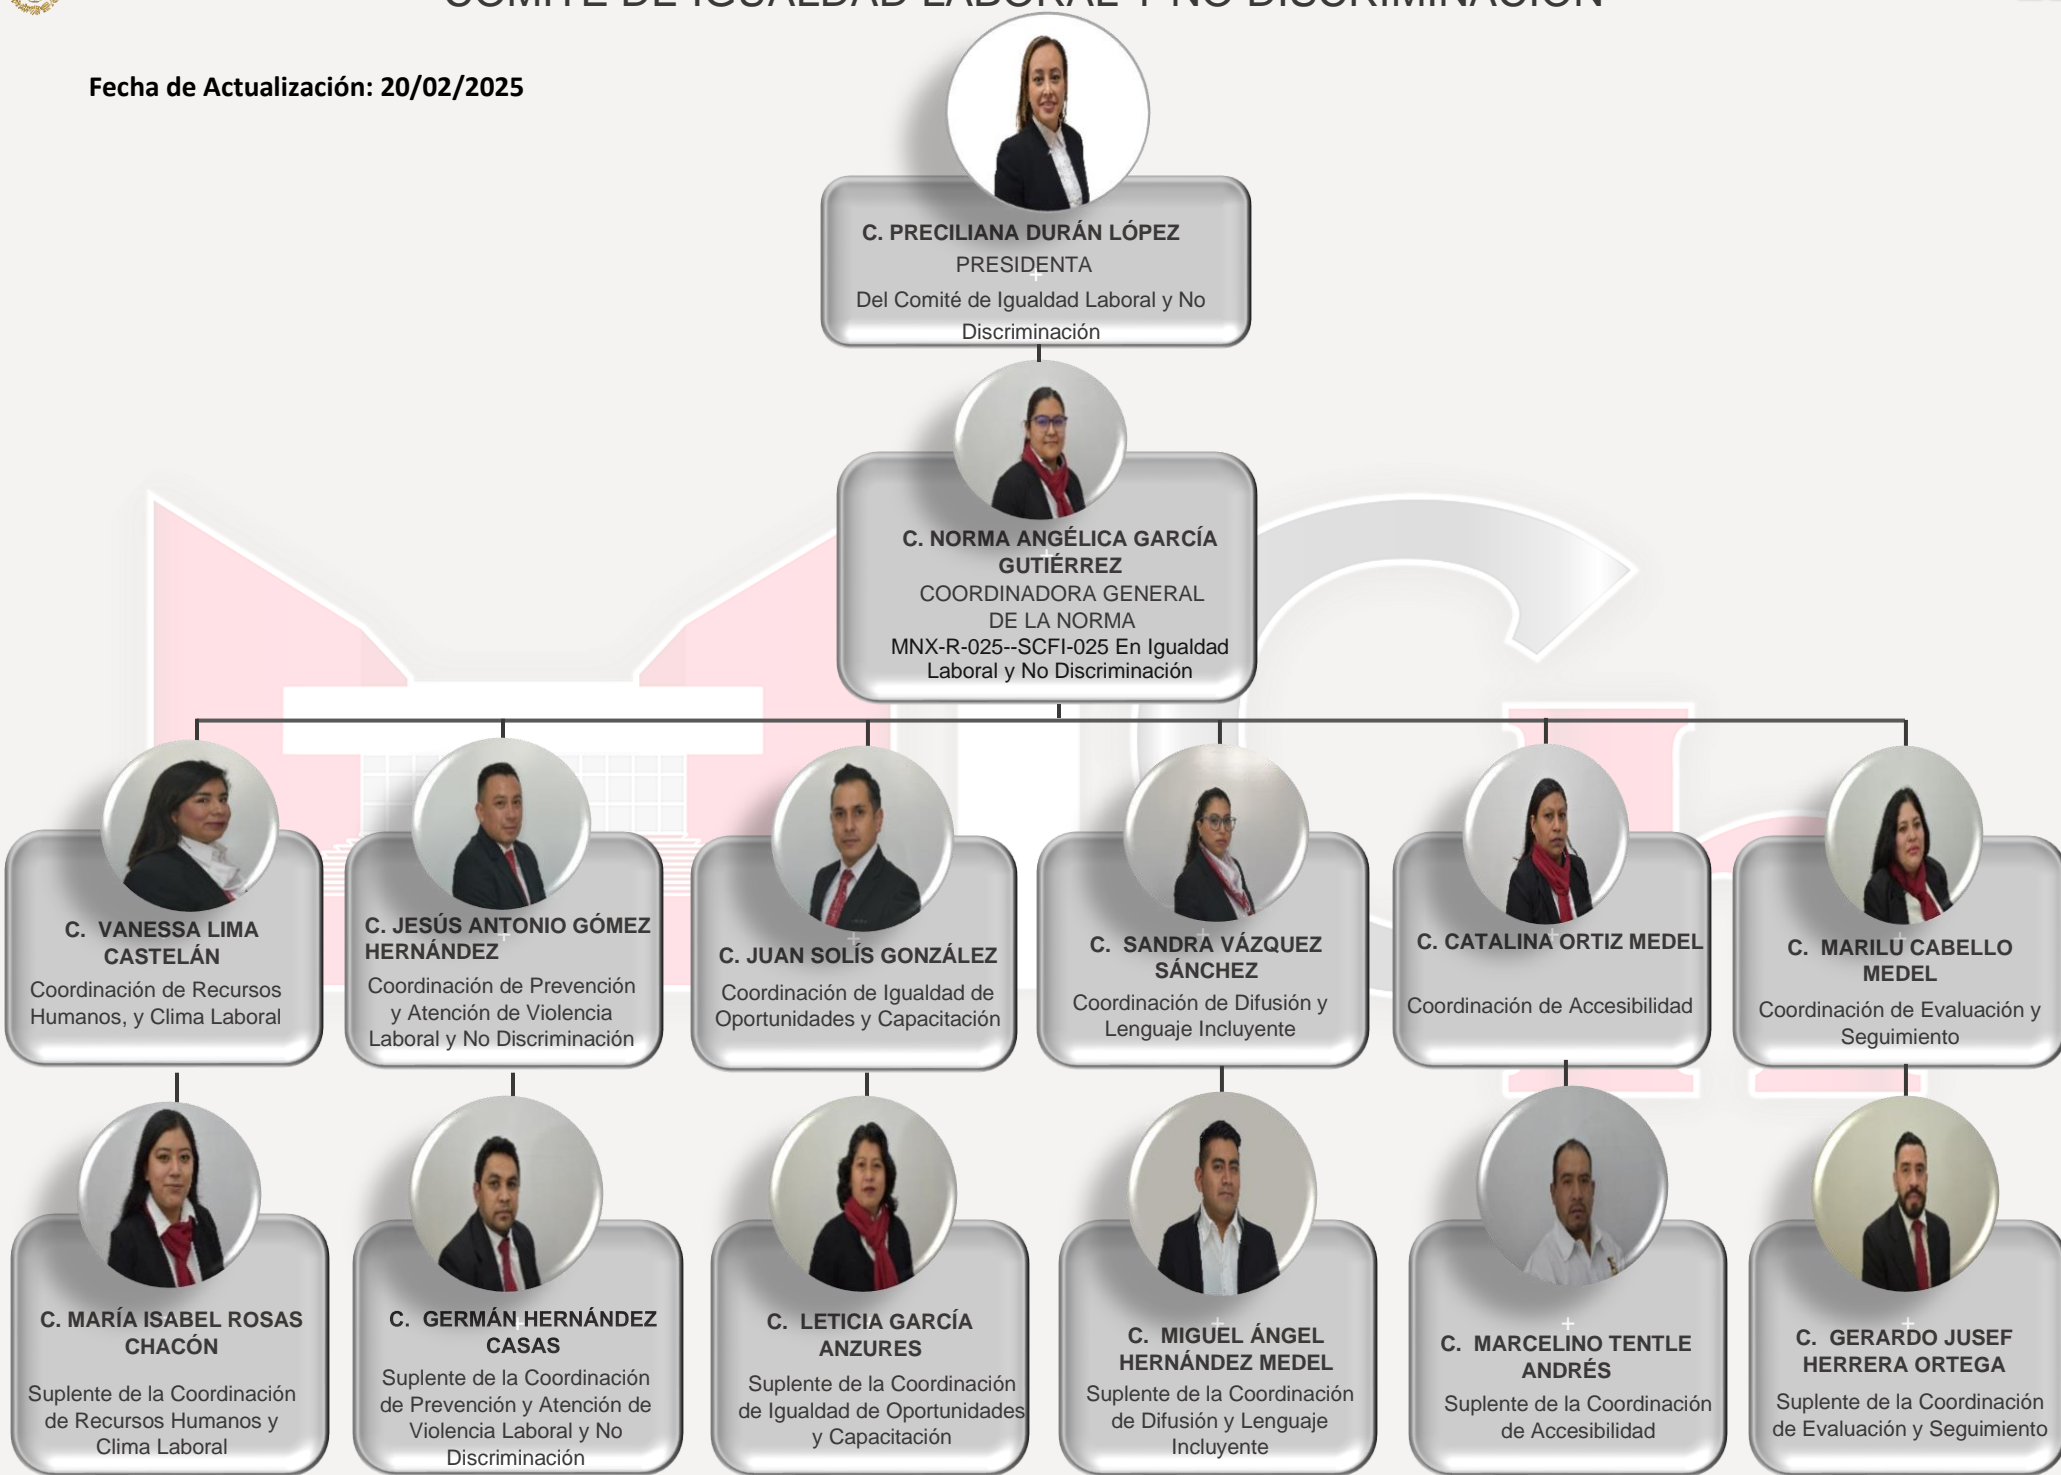 COMITÉ DE IGUALDAD LABORAL Y NO DISCRIMINACIÓN
Fecha de Actualización: 20/02/2025
C. PRECILIANA DURÁN LÓPEZ
PRESIDENTA
Del Comité de Igualdad Laboral y No
Discriminación
C. NORMA ANGÉLICA GARCÍA
GUTIÉRREZ
COORDINADORA GENERAL
DE LA NORMA
MNX-R-025--SCFI-025 En Igualdad
Laboral y No Discriminación
C. VANESSA LIMA
CASTELÁN
Coordinación de Recursos
Humanos, y Clima Laboral
C. JESÚS ANTONIO GÓMEZ
HERNÁNDEZ
Coordinación de Prevención
y Atención de Violencia
Laboral y No Discriminación
C. JUAN SOLÍS GONZÁLEZ
Coordinación de Igualdad de
Oportunidades y Capacitación
C. SANDRA VÁZQUEZ
SÁNCHEZ
Coordinación de Difusión y
Lenguaje Incluyente
C. CATALINA ORTIZ MEDEL
Coordinación de Accesibilidad
C. MARILU CABELLO
MEDEL
Coordinación de Evaluación y
Seguimiento
C. MARÍA ISABEL ROSAS
CHACÓN
Suplente de la Coordinación
de Recursos Humanos y
Clima Laboral
C. GERMÁN HERNÁNDEZ
CASAS
Suplente de la Coordinación
de Prevención y Atención de
Violencia Laboral y No
Discriminación
C. LETICIA GARCÍA
ANZURES
Suplente de la Coordinación
de Igualdad de Oportunidades
y Capacitación
C. MIGUEL ÁNGEL
HERNÁNDEZ MEDEL
Suplente de la Coordinación
de Difusión y Lenguaje
Incluyente
C. MARCELINO TENTLE
ANDRÉS
Suplente de la Coordinación
de Accesibilidad
C. GERARDO JUSEF
HERRERA ORTEGA
Suplente de la Coordinación
de Evaluación y Seguimiento